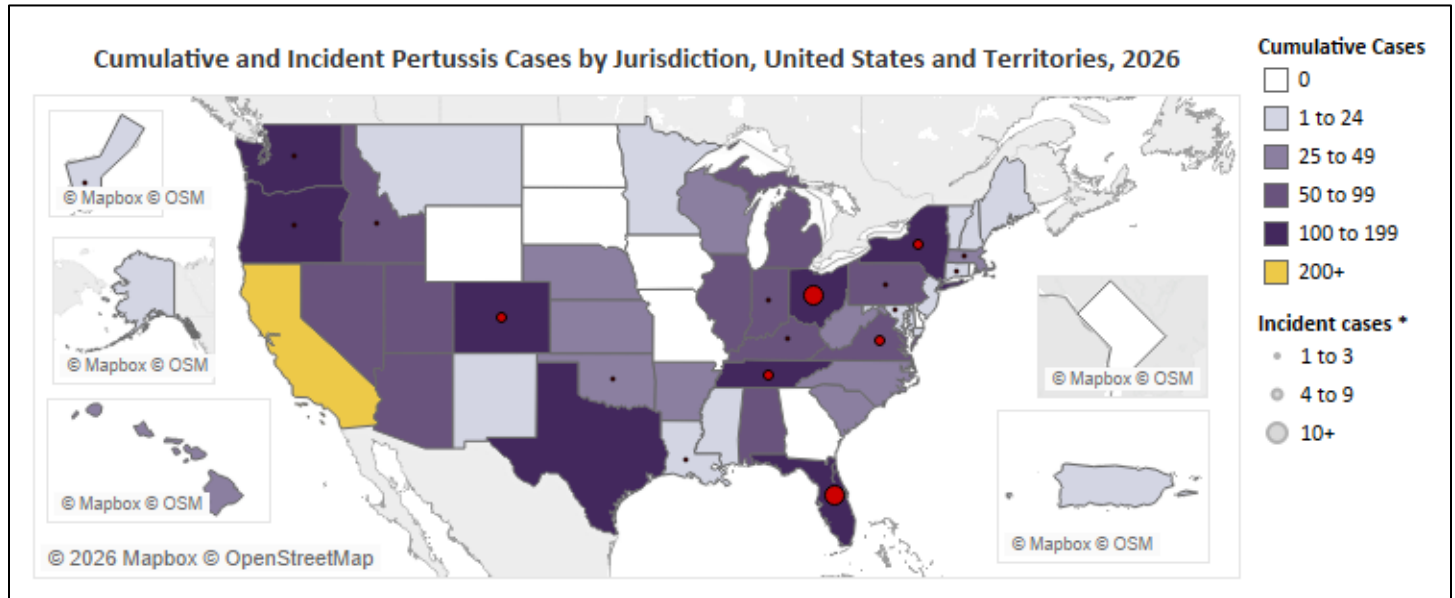 Cumulative and Incident Pertussis Cases by Jurisdiction, United States and Territories, 2026
Cumulative Cases
0
1 to 24
25 to 49
50 to 99
100 to 199
200+
Incident cases *
1 to 3
4 to 9
10+
© Mapbox © OSM
© Mapbox © OSM
© Mapbox © OSM
© Mapbox © OSM
© Mapbox © OSM
© 2026 Mapbox © OpenStreetMap